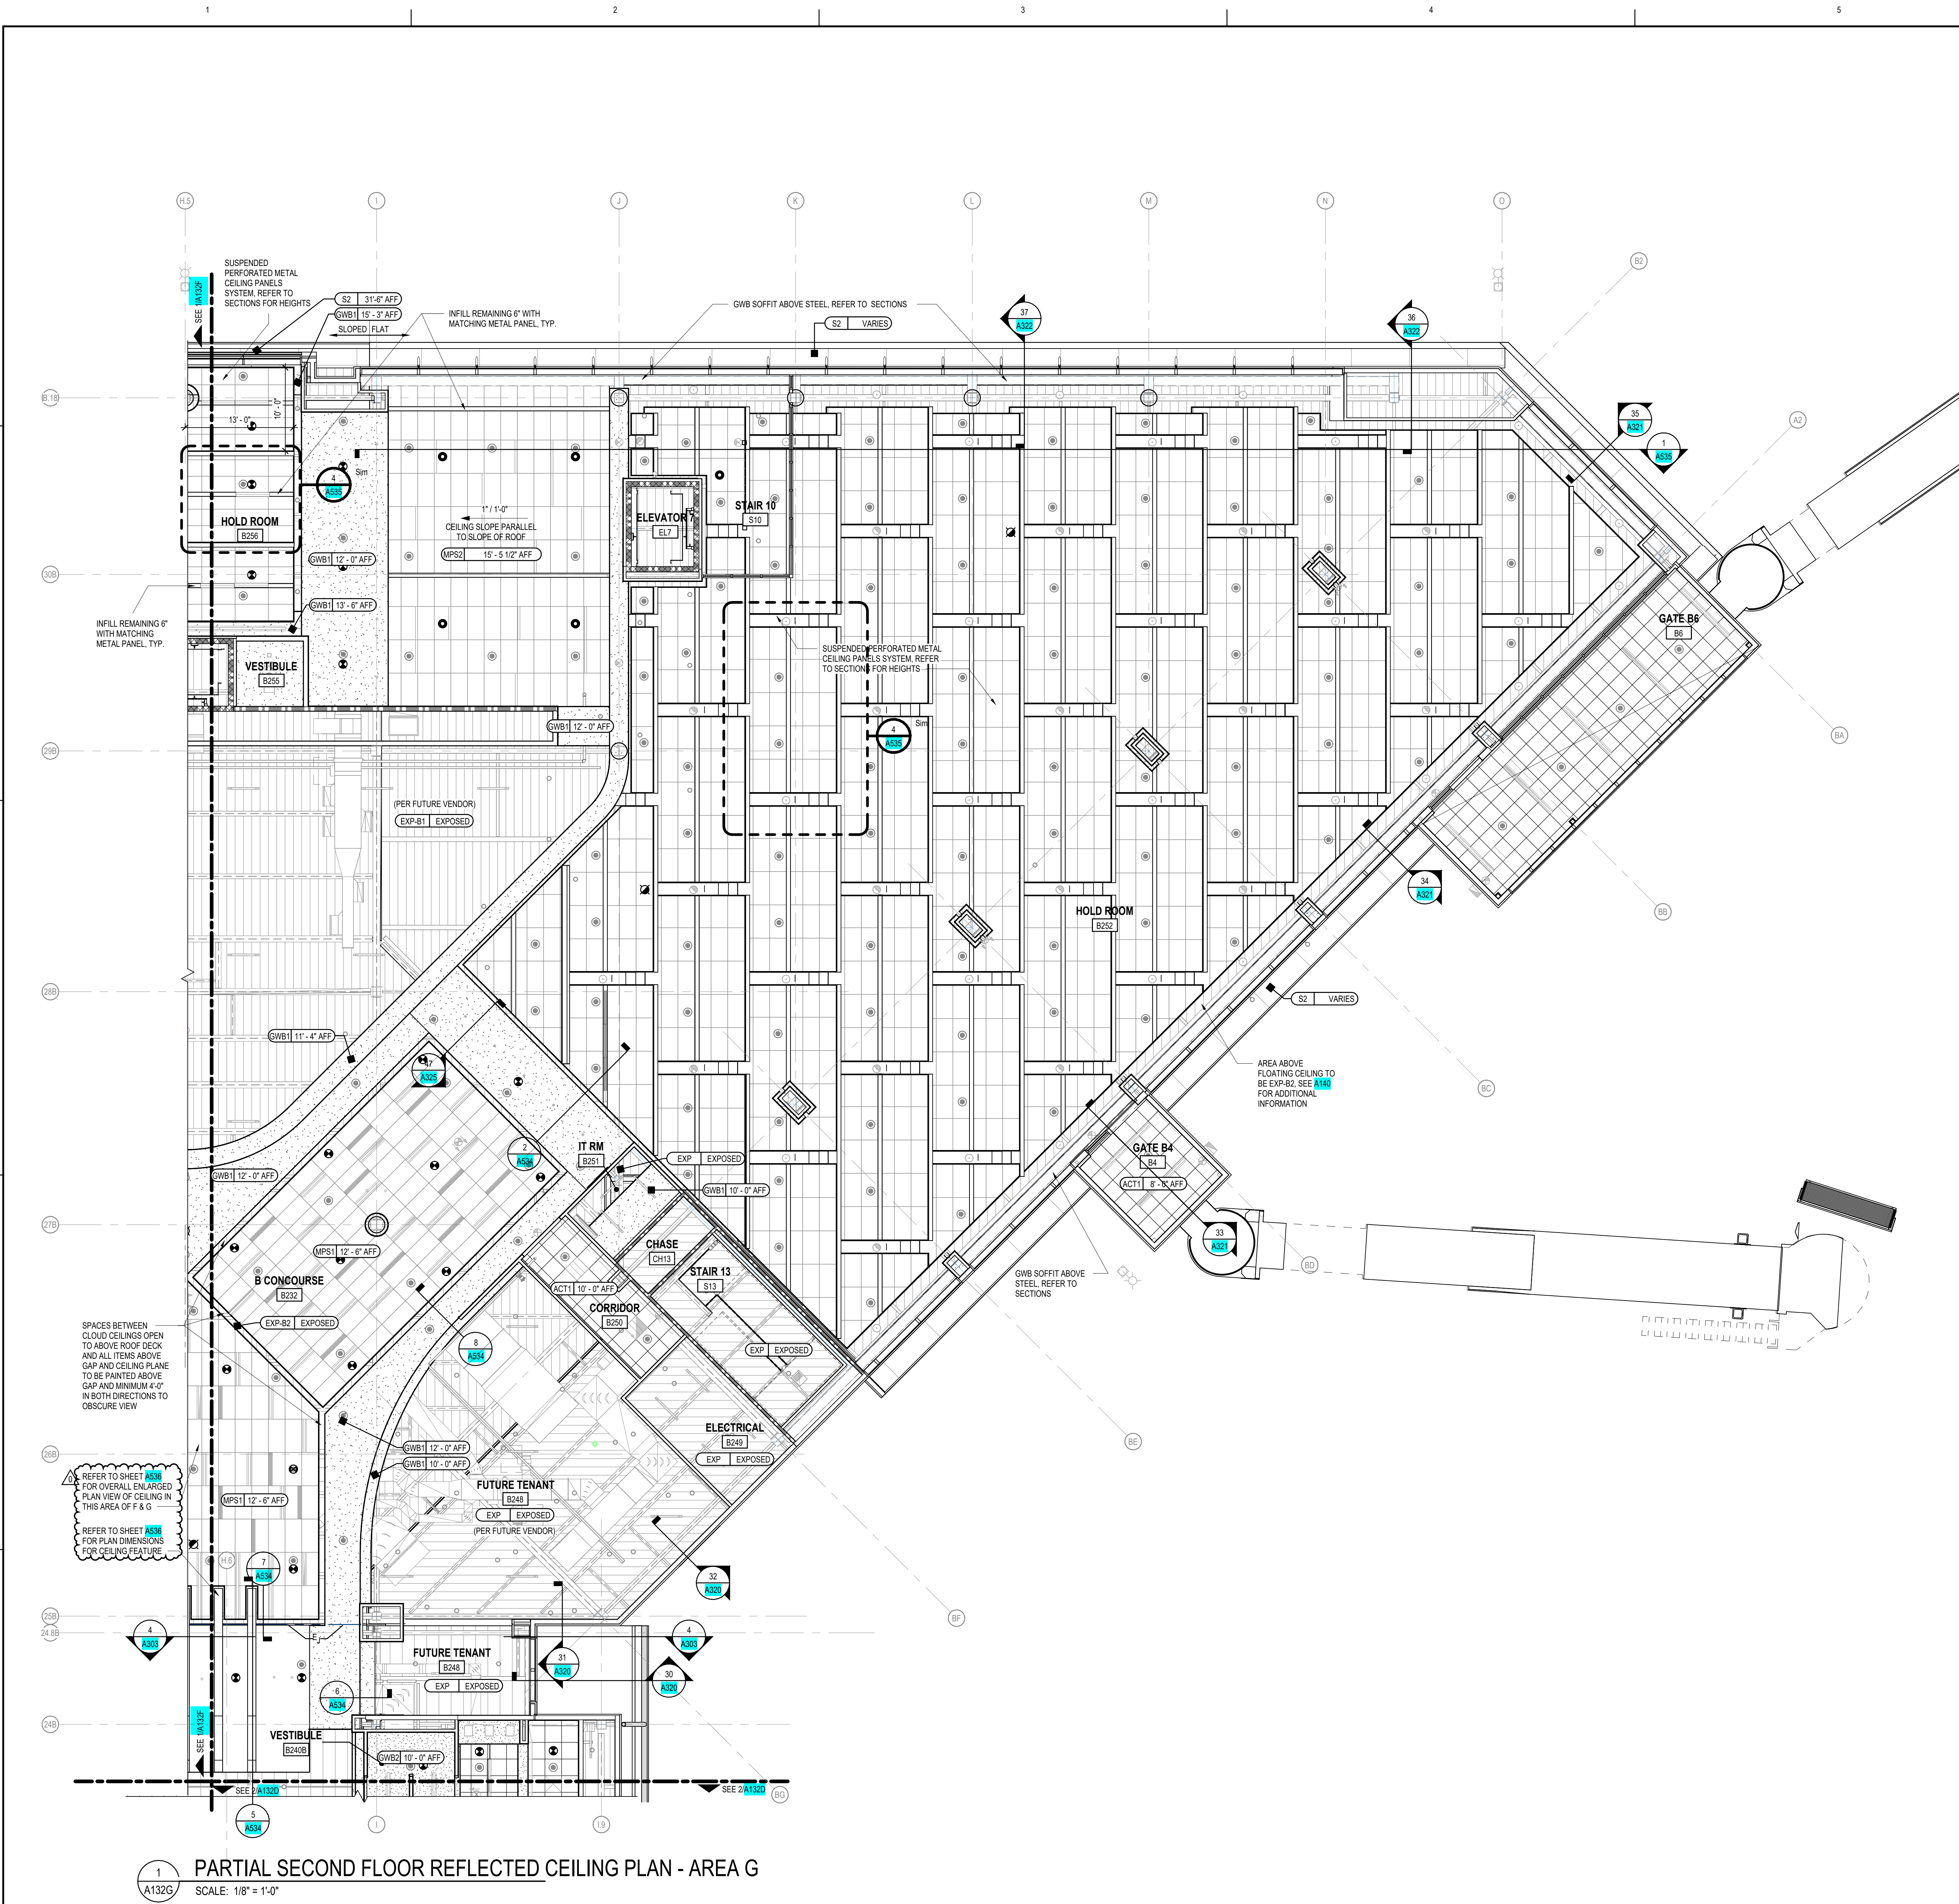 1
2
3
4
5
H.5
I
J
K
L
M
N
O
B2
A2
BA
BB
BC
BD
BE
BF
BG
B.18
30B
29B
28B
27B
26B
25B
24.8B
24B
H.6
I
I.9
SEE 1/A132F
SUSPENDED
PERFORATED METAL
CEILING PANELS
SYSTEM, REFER TO
SECTIONS FOR HEIGHTS
S2 31'-6" AFF
GWB1 15' - 3" AFF
SLOPED FLAT
INFILL REMAINING 6" WITH
MATCHING METAL PANEL, TYP.
GWB SOFFIT ABOVE STEEL, REFER TO SECTIONS
S2 VARIES
37
A322
36
A322
35
A321
1
A535
13' - 0"
10' - 0"
4
A535
Sim
HOLD ROOM
B256
GWB1 12' - 0" AFF
1" / 1'-0"
CEILING SLOPE PARALLEL
TO SLOPE OF ROOF
MPS2 15' - 5 1/2" AFF
ELEVATOR 7
EL7
STAIR 10
S10
GWB1 13' - 6" AFF
INFILL REMAINING 6"
WITH MATCHING
METAL PANEL, TYP.
VESTIBULE
B255
GATE B6
B6
SUSPENDED PERFORATED METAL
CEILING PANELS SYSTEM, REFER
TO SECTIONS FOR HEIGHTS
GWB1 12' - 0" AFF
Sim
4
A535
(PER FUTURE VENDOR)
EXP-B1 EXPOSED
34
A321
HOLD ROOM
B252
S2 VARIES
GWB1 11' - 4" AFF
47
A325
AREA ABOVE
FLOATING CEILING TO
BE EXP-B2, SEE A140
FOR ADDITIONAL
INFORMATION
2
A534
IT RM
B251
EXP EXPOSED
GWB1 10' - 0" AFF
GATE B4
B4
ACT1 8' - 0" AFF
GWB1 12' - 0" AFF
33
A321
MPS1 12' - 6" AFF
CHASE
CH13
STAIR 13
S13
B CONCOURSE
B232
ACT1 10' - 0" AFF
CORRIDOR
B250
GWB SOFFIT ABOVE
STEEL, REFER TO
SECTIONS
EXP-B2 EXPOSED
SPACES BETWEEN
CLOUD CEILINGS OPEN
TO ABOVE ROOF DECK
AND ALL ITEMS ABOVE
GAP AND CEILING PLANE
TO BE PAINTED ABOVE
GAP AND MINIMUM 4'-0"
IN BOTH DIRECTIONS TO
OBSCURE VIEW
8
A534
EXP EXPOSED
ELECTRICAL
B249
EXP EXPOSED
GWB1 12' - 0" AFF
GWB1 10' - 0" AFF
0
REFER TO SHEET A536
FOR OVERALL ENLARGED
PLAN VIEW OF CEILING IN
THIS AREA OF F & G
REFER TO SHEET A536
FOR PLAN DIMENSIONS
FOR CEILING FEATURE
MPS1 12' - 6" AFF
FUTURE TENANT
B248
EXP EXPOSED
(PER FUTURE VENDOR)
7
A534
32
A320
4
A303
EJ
4
A303
31
A320
30
A320
FUTURE TENANT
B248
EXP EXPOSED
6
A534
SEE 1/A132F
VESTIBULE
B240B
GWB2 10' - 0" AFF
SEE 2/A132D
SEE 2/A132D
5
A534
1
A132G
PARTIAL SECOND FLOOR REFLECTED CEILING PLAN - AREA G
SCALE: 1/8" = 1'-0"